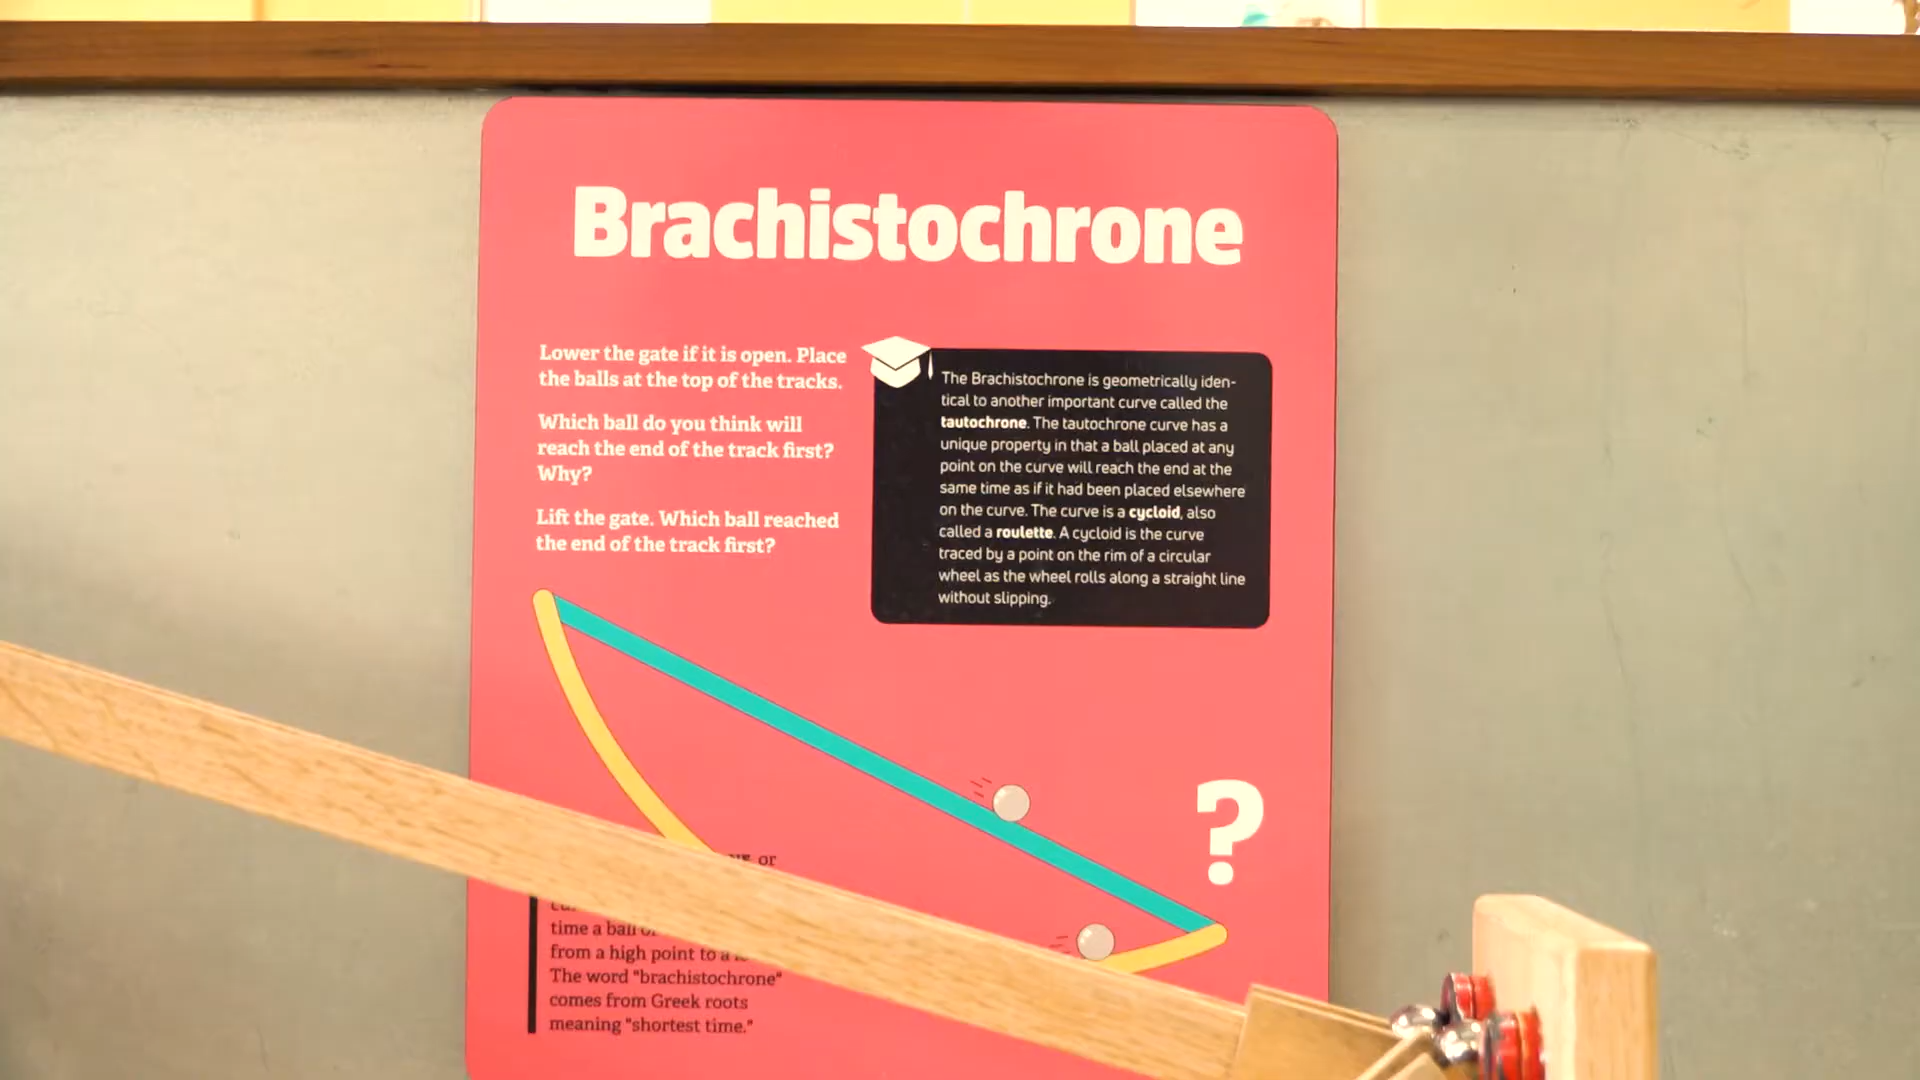 Brachistochrone
Lower the gate if it is open. Place
the balls at the top of the tracks.
Which ball do you think will
reach the end of the track first?
Why?
Lift the gate. Which ball reached
the end of the track first?
The Brachistochrone is geometrically iden-
tical to another important curve called the
tautochrone. The tautochrone curve has a
unique property in that a ball placed at any
point on the curve will reach the end at the
same time as if it had been placed elsewhere
on the curve. The curve is a cycloid, also
called a roulette. A cycloid is the curve
traced by a point on the rim of a circular
wheel as the wheel rolls along a straight line
without slipping.
?
or
time a ball
from a high point to a
The word "brachistochrone"
comes from Greek roots
meaning "shortest time."